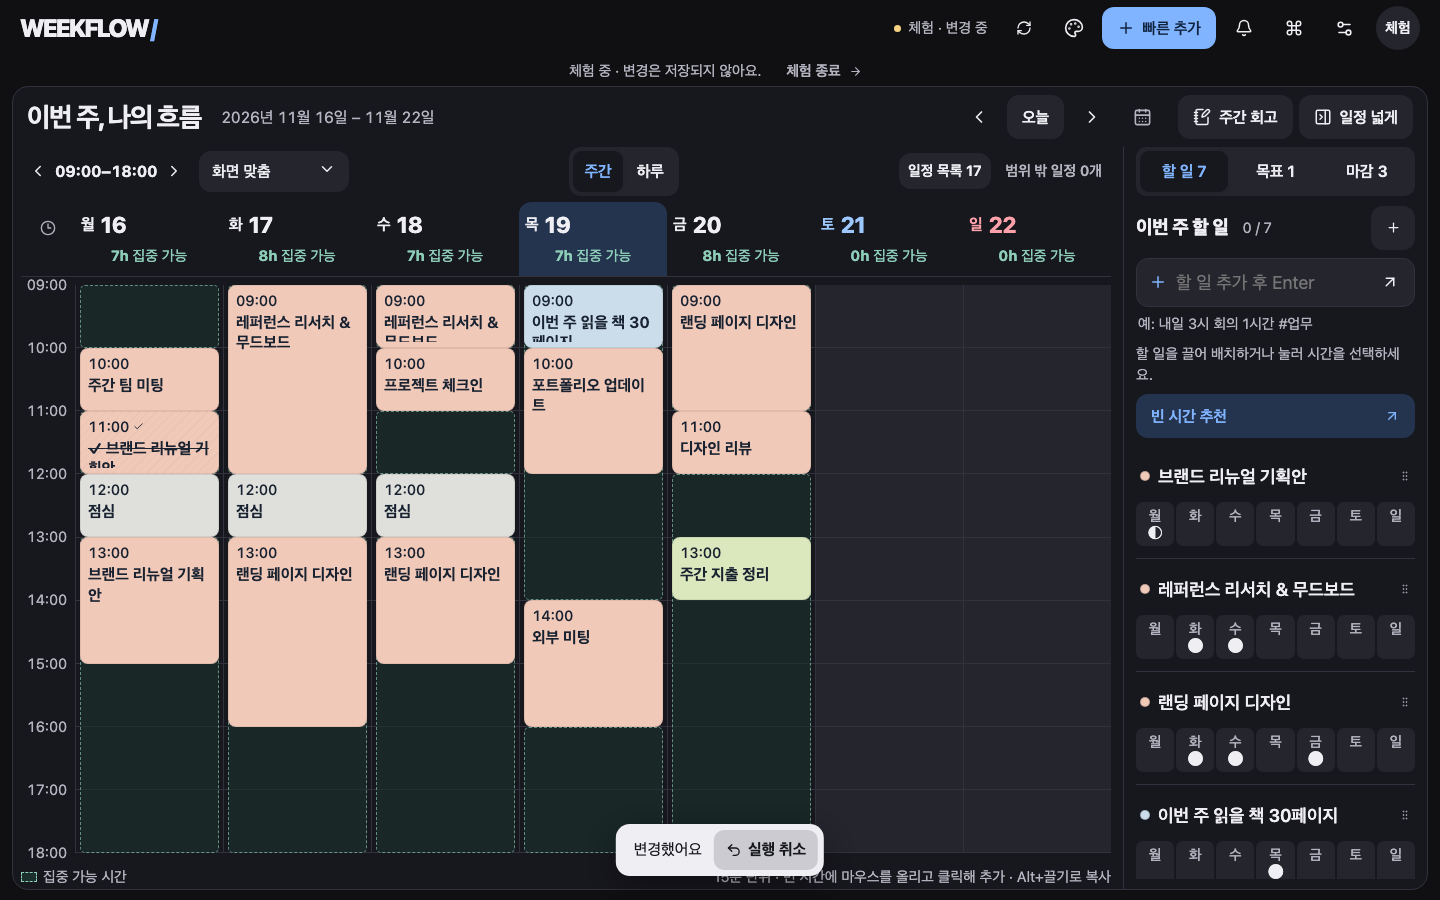 WEEKFLOW/
체험 · 변경 중
빠른 추가
체험
체험 중 · 변경은 저장되지 않아요.
체험 종료
이번 주, 나의 흐름
2026년 11월 16일 – 11월 22일
오늘
주간 회고
일정 넓게
09:00–18:00
화면 맞춤
주간
하루
일정 목록 17
범위 밖 일정 0개
월 16
7h 집중 가능
화 17
8h 집중 가능
수 18
7h 집중 가능
목 19
7h 집중 가능
금 20
8h 집중 가능
토 21
0h 집중 가능
일 22
0h 집중 가능
09:00
10:00
11:00
12:00
13:00
14:00
15:00
16:00
17:00
18:00
10:00
주간 팀 미팅
11:00
브랜드 리뉴얼 기
획안
12:00
점심
13:00
브랜드 리뉴얼 기획
안
09:00
레퍼런스 리서치 &
무드보드
12:00
점심
13:00
랜딩 페이지 디자인
09:00
레퍼런스 리서치 &
무드보드
10:00
프로젝트 체크인
12:00
점심
13:00
랜딩 페이지 디자인
09:00
이번 주 읽을 책 30
페이지
10:00
포트폴리오 업데이
트
14:00
외부 미팅
09:00
랜딩 페이지 디자인
11:00
디자인 리뷰
13:00
주간 지출 정리
집중 가능 시간
15분 단위 · 빈 시간에 마우스를 올리고 클릭해 추가 · Alt+끌기로 복사
변경했어요
실행 취소
할 일 7
목표 1
마감 3
이번 주 할 일
0 / 7
할 일 추가 후 Enter
예: 내일 3시 회의 1시간 #업무
할 일을 끌어 배치하거나 눌러 시간을 선택하세
요.
빈 시간 추천
브랜드 리뉴얼 기획안
월 화 수 목 금 토 일
레퍼런스 리서치 & 무드보드
월 화 수 목 금 토 일
랜딩 페이지 디자인
월 화 수 목 금 토 일
이번 주 읽을 책 30페이지
월 화 수 목 금 토 일